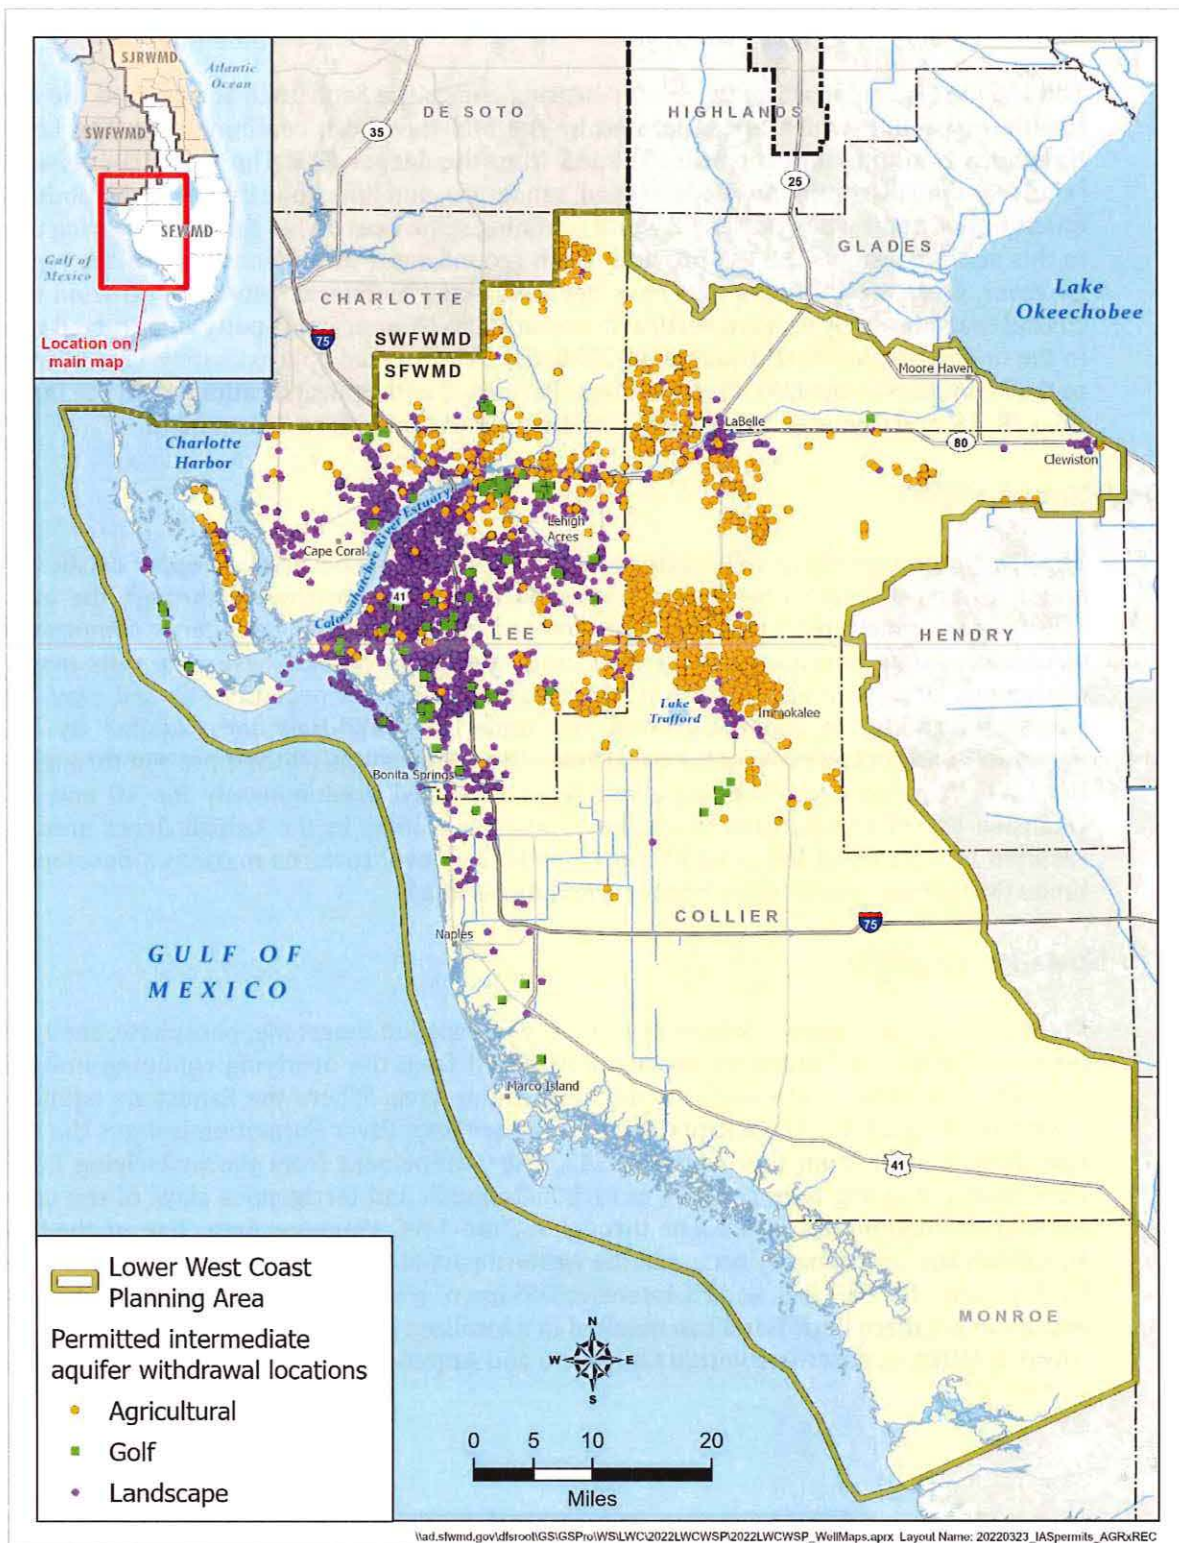 SJRWMD
Atlantic
Ocean
SWFWMD
SFWMD
Gulf of
Mexico
Location on
main map
DE SOTO
HIGHLANDS
35
25
GLADES
CHARLOTTE
Lake
Okeechobee
75
SWFWMD
SFWMD
Moore Haven
LaBelle
80
Clewiston
Charlotte
Harbor
Caloosahatchee River Estuary
Lehigh
Acres
Cape Coral
41
LEE
HENDRY
Lake
Trafford
Immokalee
Bonita Springs
COLLIER
75
Naples
GULF OF
MEXICO
Marco Island
41
MONROE
Lower West Coast
Planning Area
Permitted intermediate
aquifer withdrawal locations
Agricultural
Golf
Landscape
N
W E
S
0 5 10 20
Miles
\\ad.sfwmd.gov\dfsroot\GS\GSPro\WS\LWC\2022LWCWSP\2022LWCWSP_WellMaps.aprx Layout Name: 20220323_IASpermits_AGRxREC